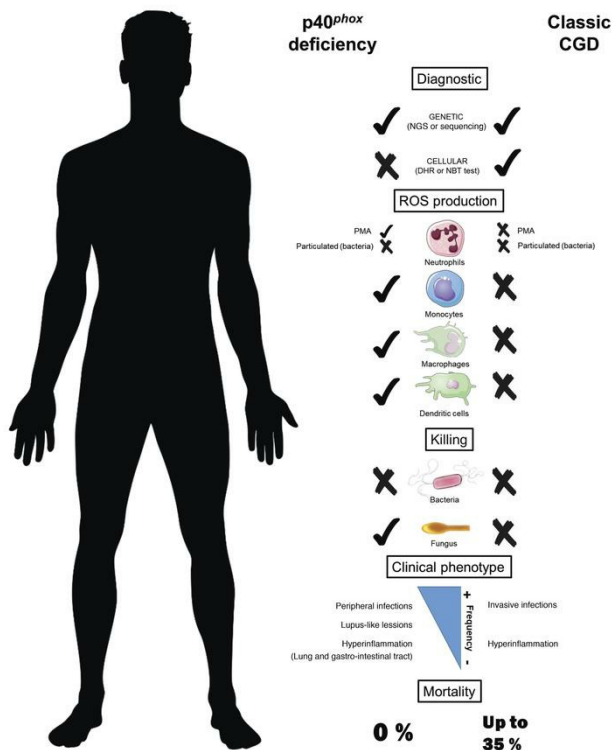 p40phox
deficiency
Classic
CGD
Diagnostic
GENETIC
(NGS or sequencing)
CELLULAR
(DHR or NBT test)
ROS production
PMA
PMA
Particulated (bacteria)
Particulated (bacteria)
Neutrophils
Monocytes
Macrophages
Dendritic cells
Killing
Bacteria
Fungus
Clinical phenotype
+
Frequency
-
Peripheral infections
Invasive infections
Lupus-like lessions
Hyperinflammation
Hyperinflammation
(Lung and gastro-intestinal tract)
Mortality
0 %
Up to
35 %